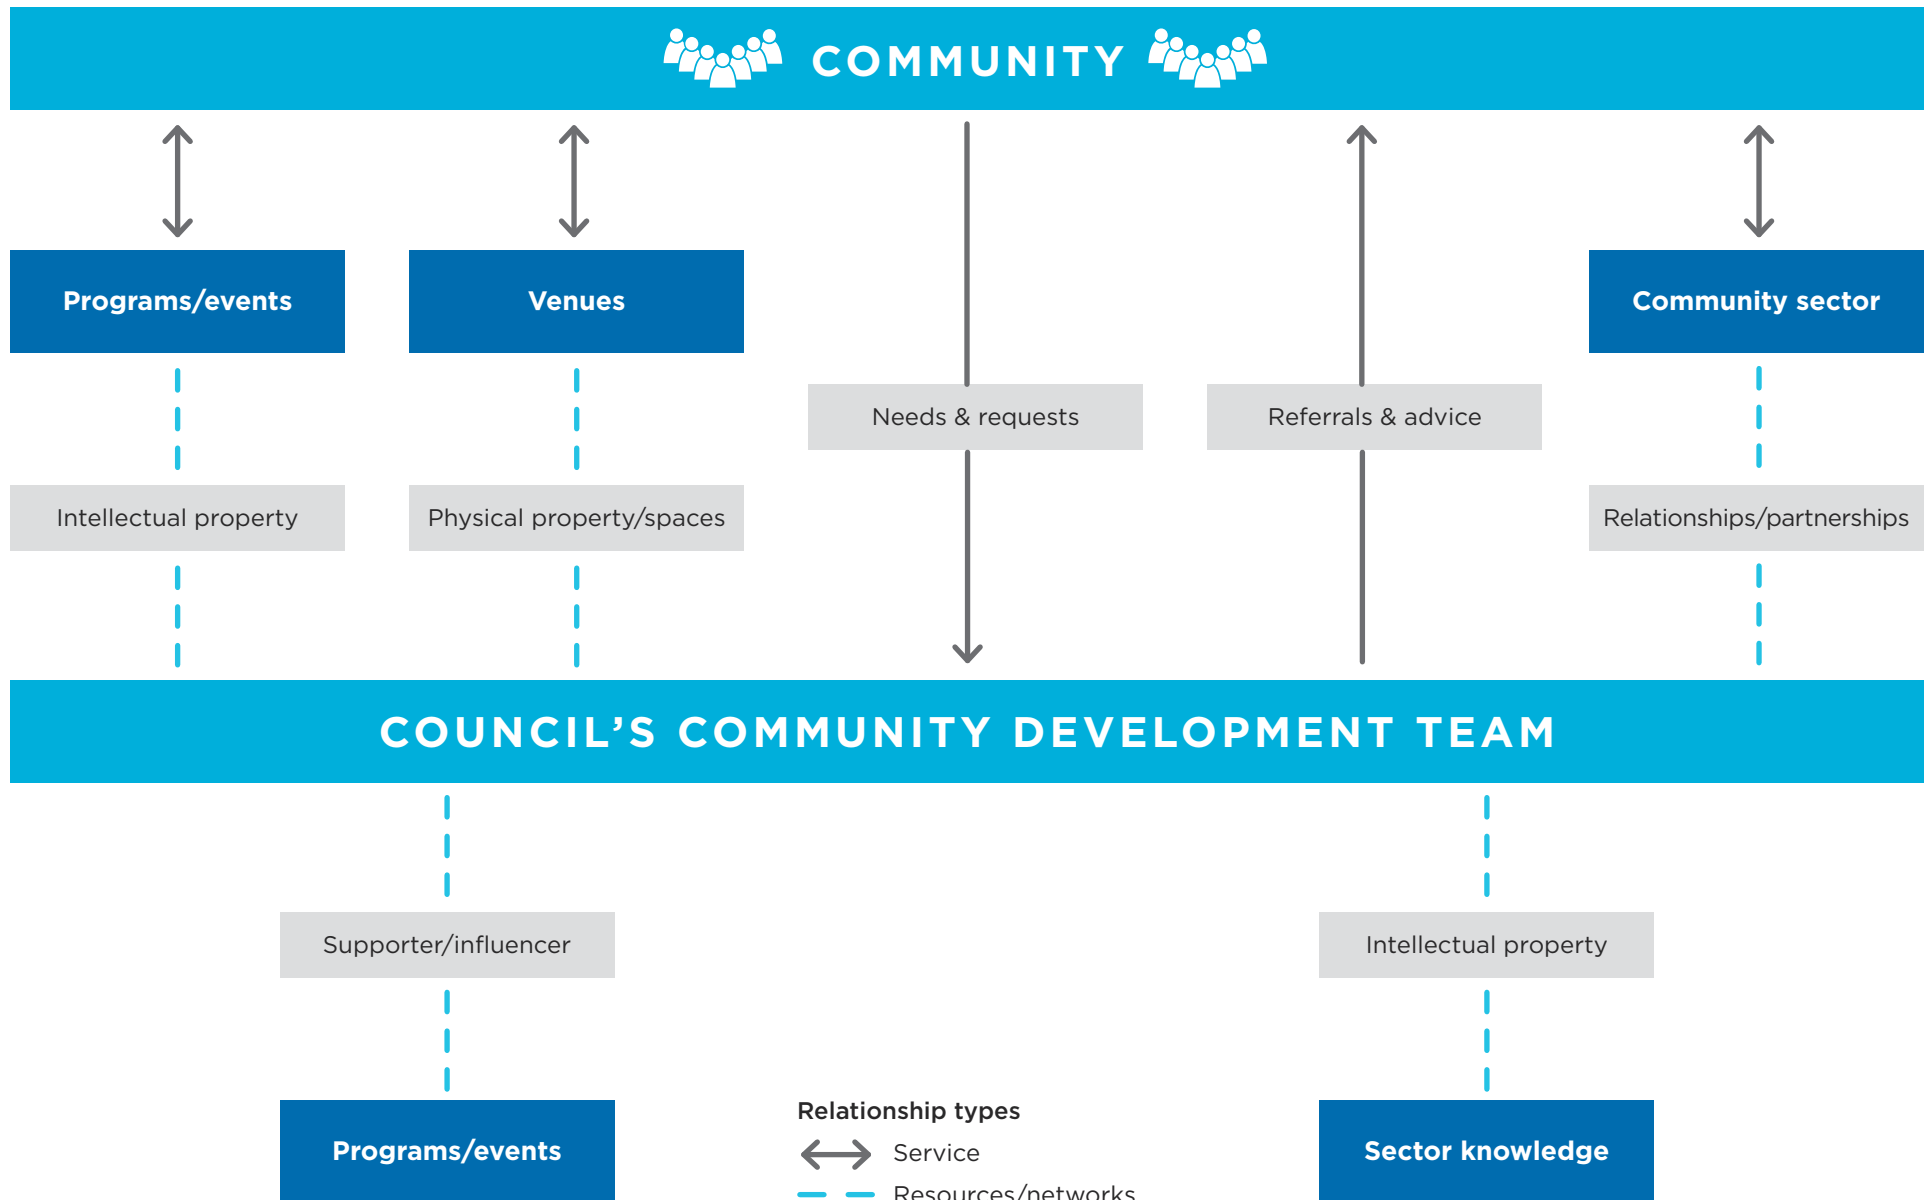 COMMUNITY
Programs/events
Venues
Community sector
Needs & requests
Referrals & advice
Intellectual property
Physical property/spaces
Relationships/partnerships
COUNCIL’S COMMUNITY DEVELOPMENT TEAM
Supporter/influencer
Intellectual property
Programs/events
Relationship types
Service
Resources/networks
Sector knowledge